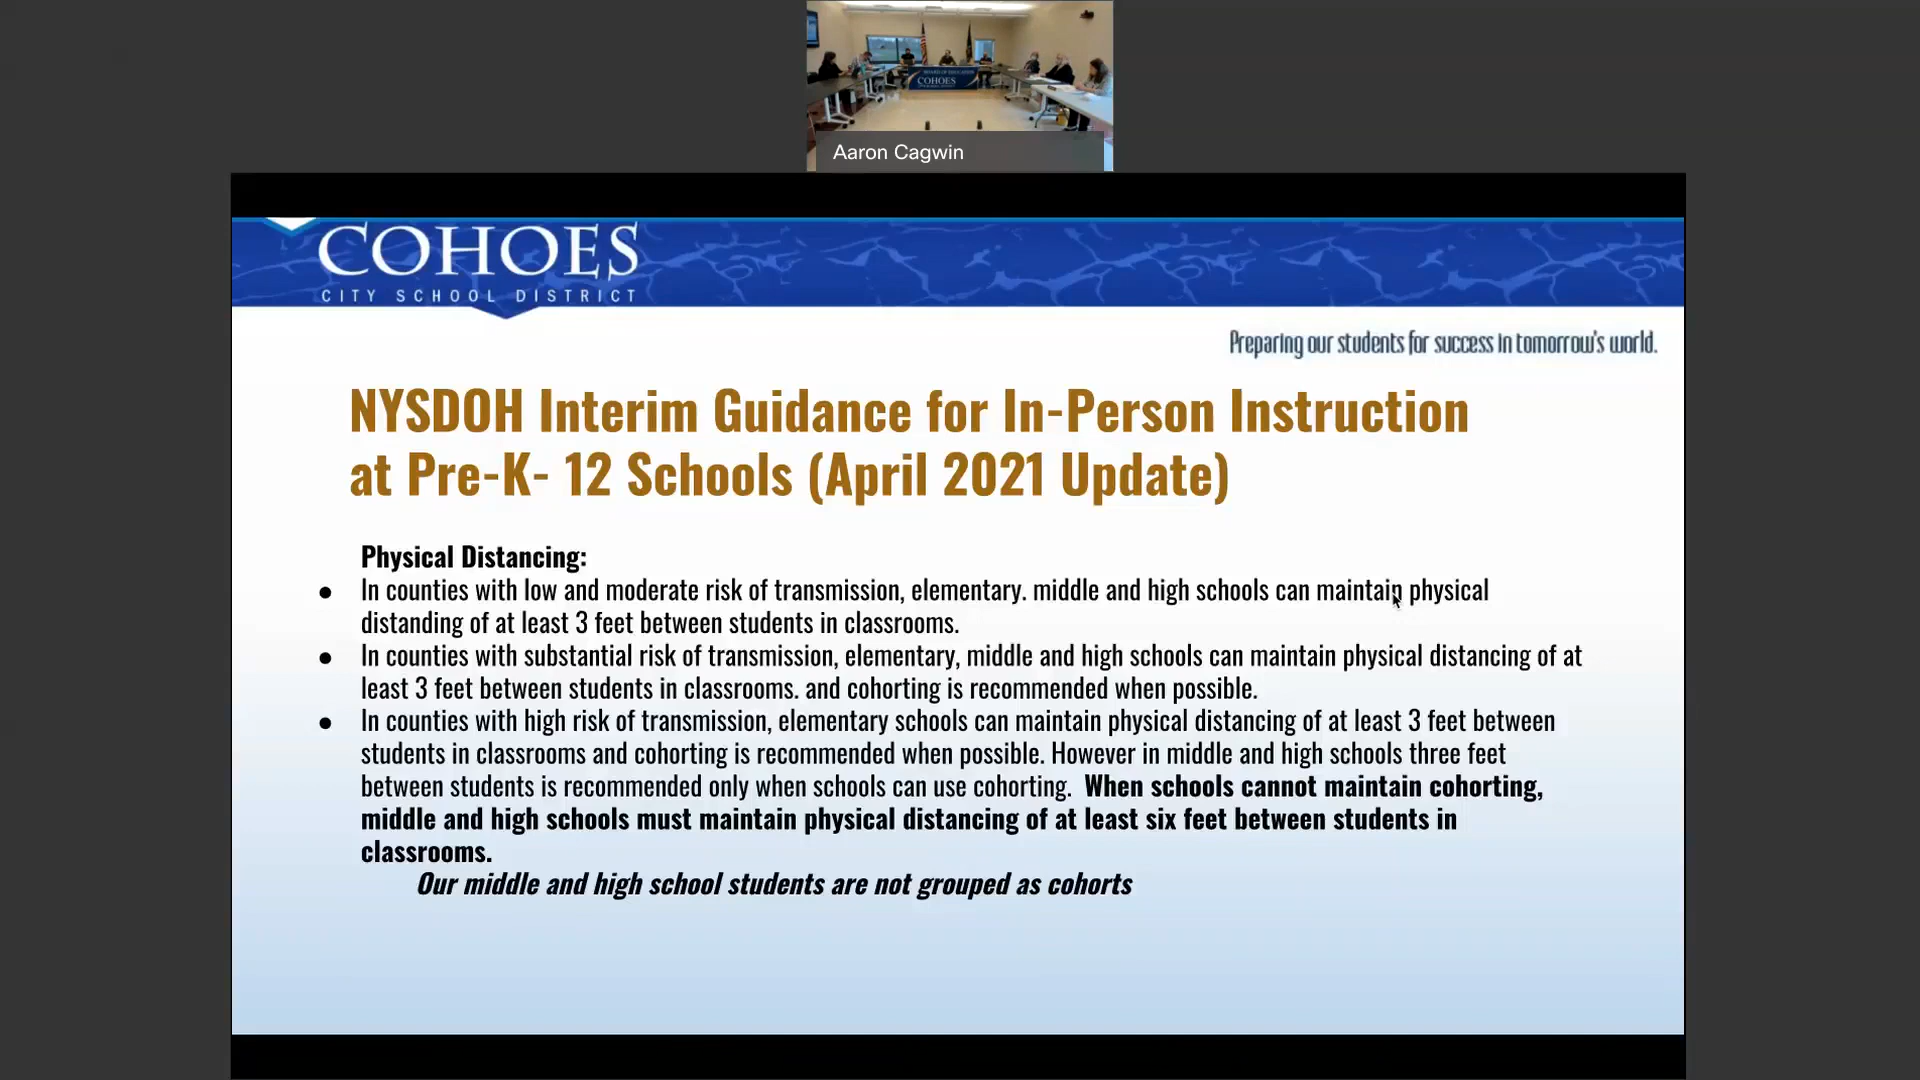 BOARD OF EDUCATION
COHOES
Aaron Cagwin
COHOES
CITY SCHOOL DISTRICT
Preparing our students for success in tomorrow's world.
NYSDOH Interim Guidance for In-Person Instruction
at Pre-K- 12 Schools (April 2021 Update)
Physical Distancing:
● In counties with low and moderate risk of transmission, elementary. middle and high schools can maintain physical
distanding of at least 3 feet between students in classrooms.
● In counties with substantial risk of transmission, elementary, middle and high schools can maintain physical distancing of at
least 3 feet between students in classrooms. and cohorting is recommended when possible.
● In counties with high risk of transmission, elementary schools can maintain physical distancing of at least 3 feet between
students in classrooms and cohorting is recommended when possible. However in middle and high schools three feet
between students is recommended only when schools can use cohorting. When schools cannot maintain cohorting,
middle and high schools must maintain physical distancing of at least six feet between students in
classrooms.
Our middle and high school students are not grouped as cohorts